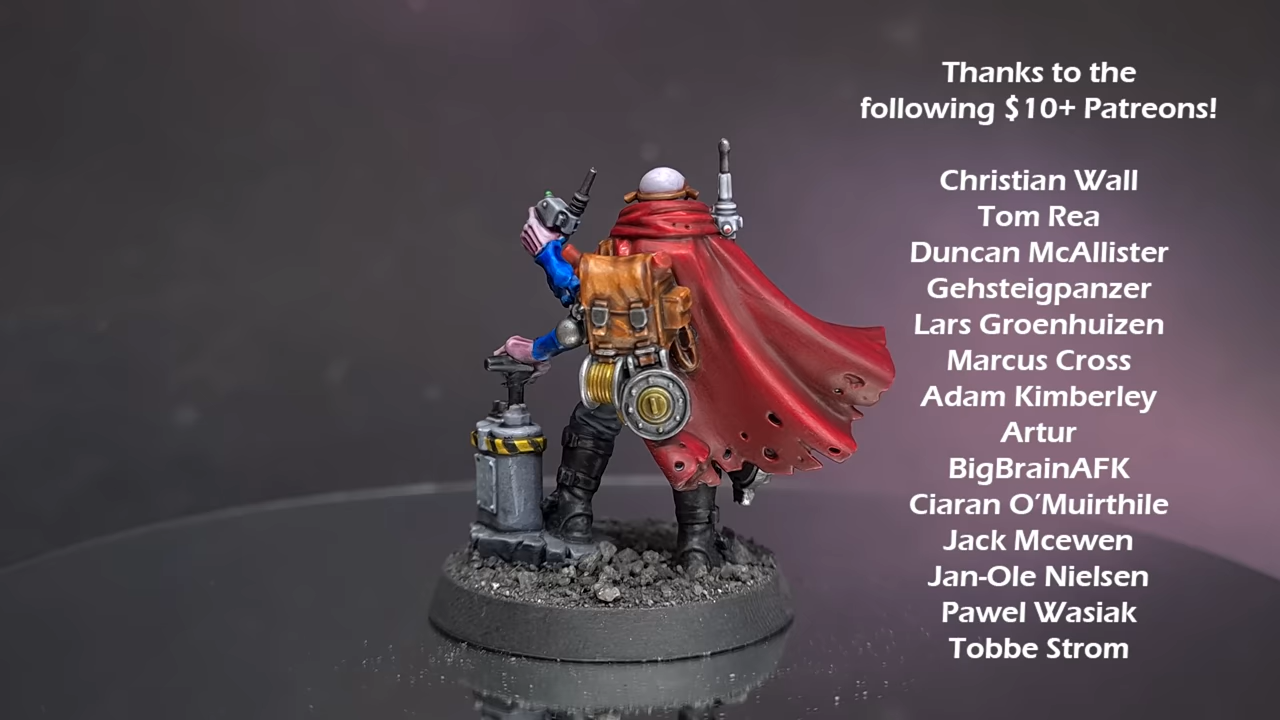 Thanks to the
following $10+ Patreons!
Christian Wall
Tom Rea
Duncan McAllister
Gehsteigpanzer
Lars Groenhuizen
Marcus Cross
Adam Kimberley
Artur
BigBrainAFK
Ciaran O'Muirthile
Jack Mcewen
Jan-Ole Nielsen
Pawel Wasiak
Tobbe Strom